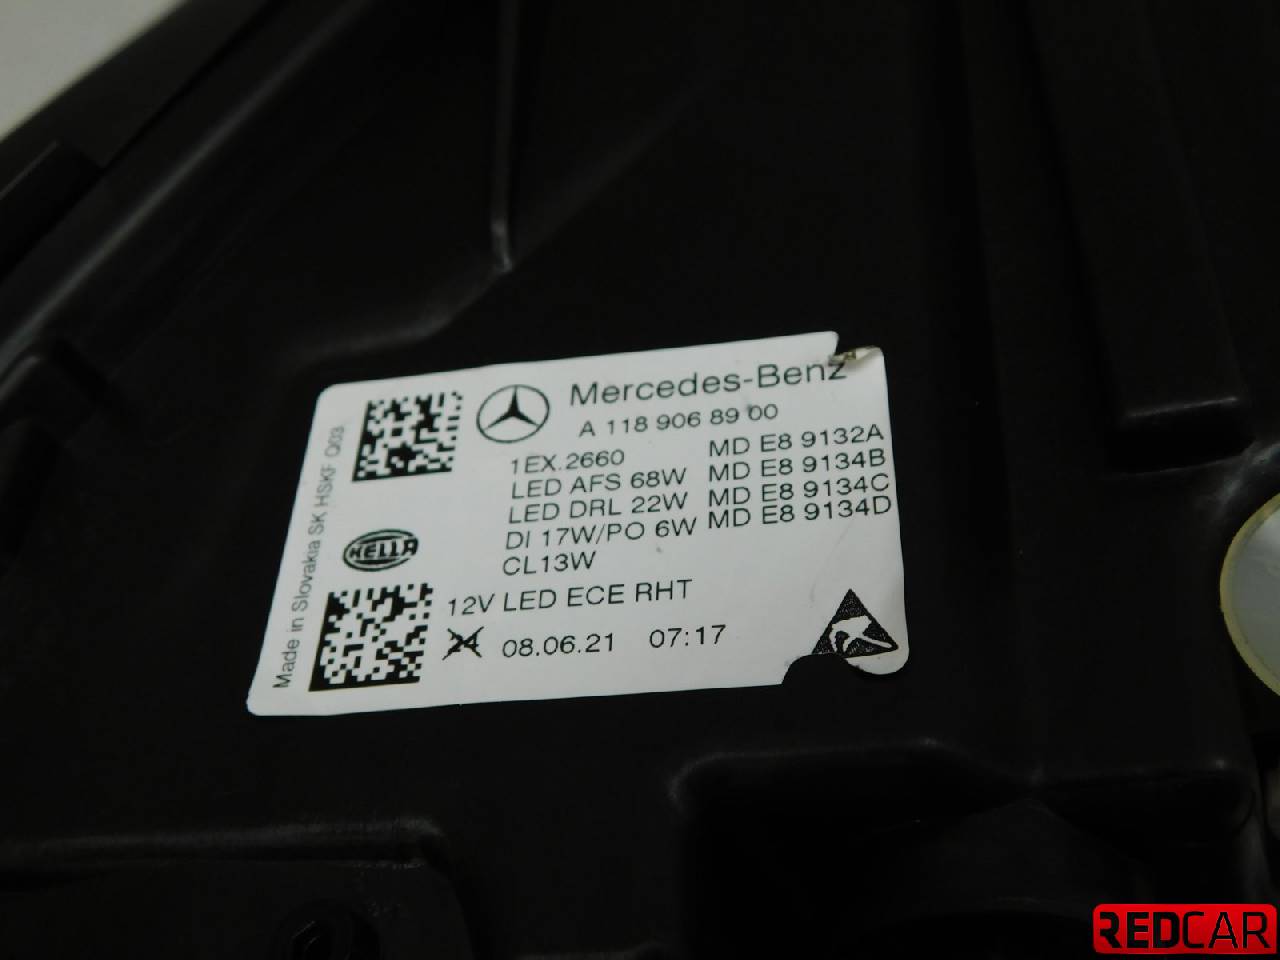 Mercedes-Benz
A 118 906 89 00
1EX.2660 MD E8 9132A
LED AFS 68W MD E8 9134B
LED DRL 22W MD E8 9134C
DI 17W/PO 6W MD E8 9134D
CL13W
12V LED ECE RHT
24 08.06.21 07:17
HELLA
Made in Slovakia SK HSKF Q03
REDCAR